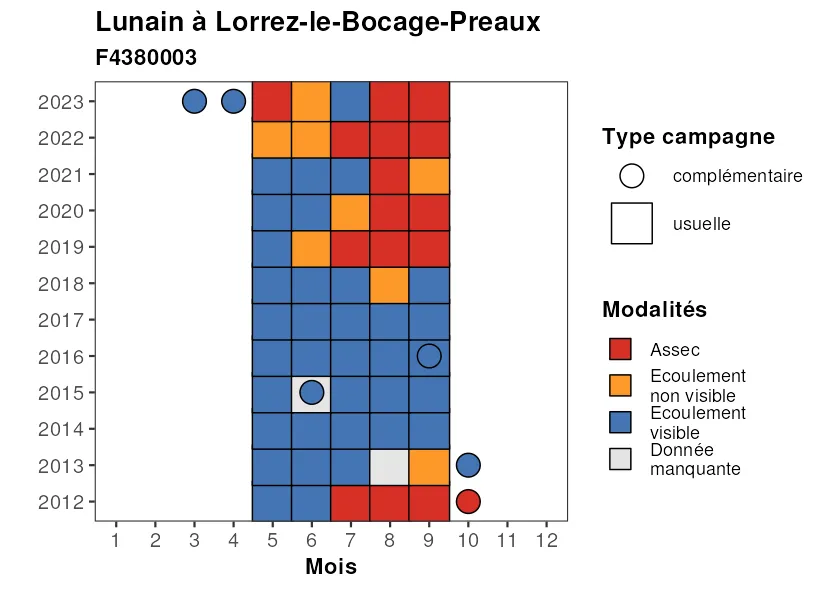 Lunain à Lorrez-le-Bocage-Preaux
F4380003
2023
2022
2021
2020
2019
2018
2017
2016
2015
2014
2013
2012
1 2 3 4 5 6 7 8 9 10 11 12
Mois
Type campagne
complémentaire
usuelle
Modalités
Assec
Ecoulement
non visible
Ecoulement
visible
Donnée
manquante